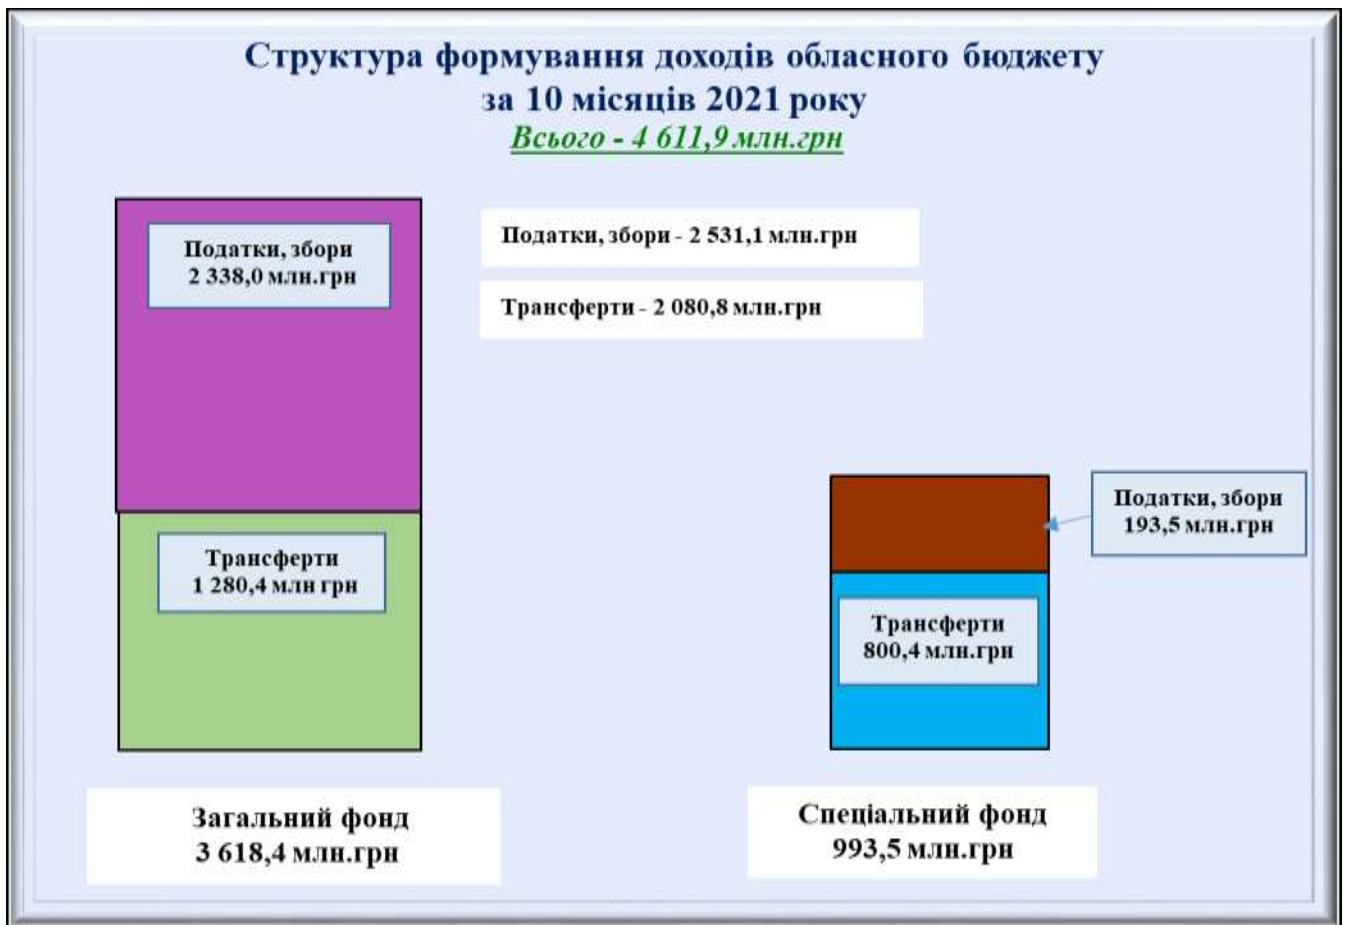 Структура формування доходів обласного бюджету
за 10 місяців 2021 року
Всього - 4 611,9 млн.грн
Податки, збори
2 338,0 млн.грн
Податки, збори - 2 531,1 млн.грн
Трансферти - 2 080,8 млн.грн
Податки, збори
193,5 млн.грн
Трансферти
1 280,4 млн грн
Трансферти
800,4 млн.грн
Загальний фонд
3 618,4 млн.грн
Спеціальний фонд
993,5 млн.грн